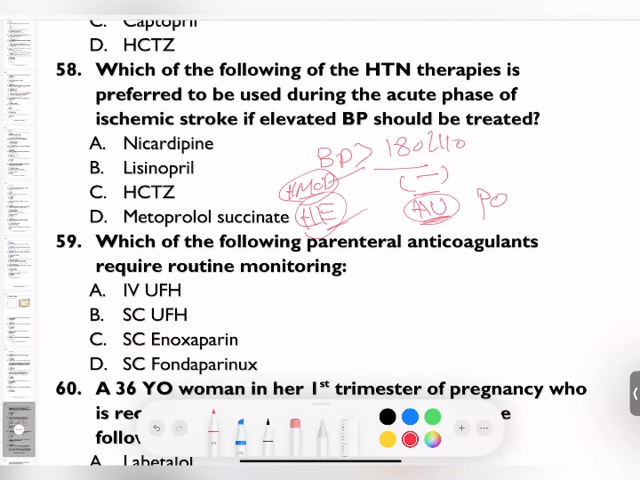 C. Captopril
D. HCTZ
58. Which of the following of the HTN therapies is
preferred to be used during the acute phase of
ischemic stroke if elevated BP should be treated?
A. Nicardipine
BP > 180/110
B. Lisinopril
(-)
C. HCTZ
HMOD
D. Metoprolol succinate
HE
AU
PO
59. Which of the following parenteral anticoagulants
require routine monitoring:
A. IV UFH
B. SC UFH
C. SC Enoxaparin
D. SC Fondaparinux
60. A 36 YO woman in her 1st trimester of pregnancy who
is rec
e
follo
A. Labetalol